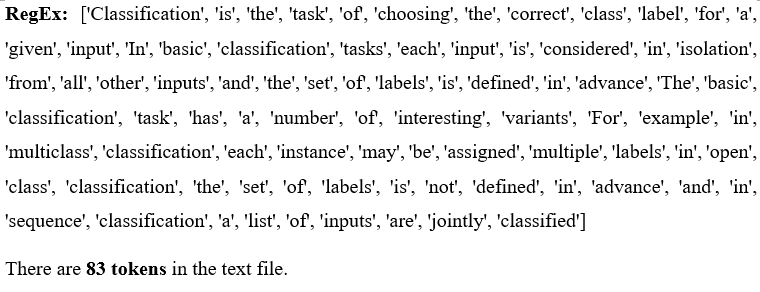 RegEx: ['Classification', 'is', 'the', 'task', 'of', 'choosing', 'the', 'correct', 'class', 'label', 'for', 'a',
'given', 'input', 'In', 'basic', 'classification', 'tasks', 'each', 'input', 'is', 'considered', 'in', 'isolation',
'from', 'all', 'other', 'inputs', 'and', 'the', 'set', 'of', 'labels', 'is', 'defined', 'in', 'advance', 'The', 'basic',
'classification', 'task', 'has', 'a', 'number', 'of', 'interesting', 'variants', 'For', 'example', 'in',
'multiclass', 'classification', 'each', 'instance', 'may', 'be', 'assigned', 'multiple', 'labels', 'in', 'open',
'class', 'classification', 'the', 'set', 'of', 'labels', 'is', 'not', 'defined', 'in', 'advance', 'and', 'in',
'sequence', 'classification', 'a', 'list', 'of', 'inputs', 'are', 'jointly', 'classified']
There are 83 tokens in the text file.